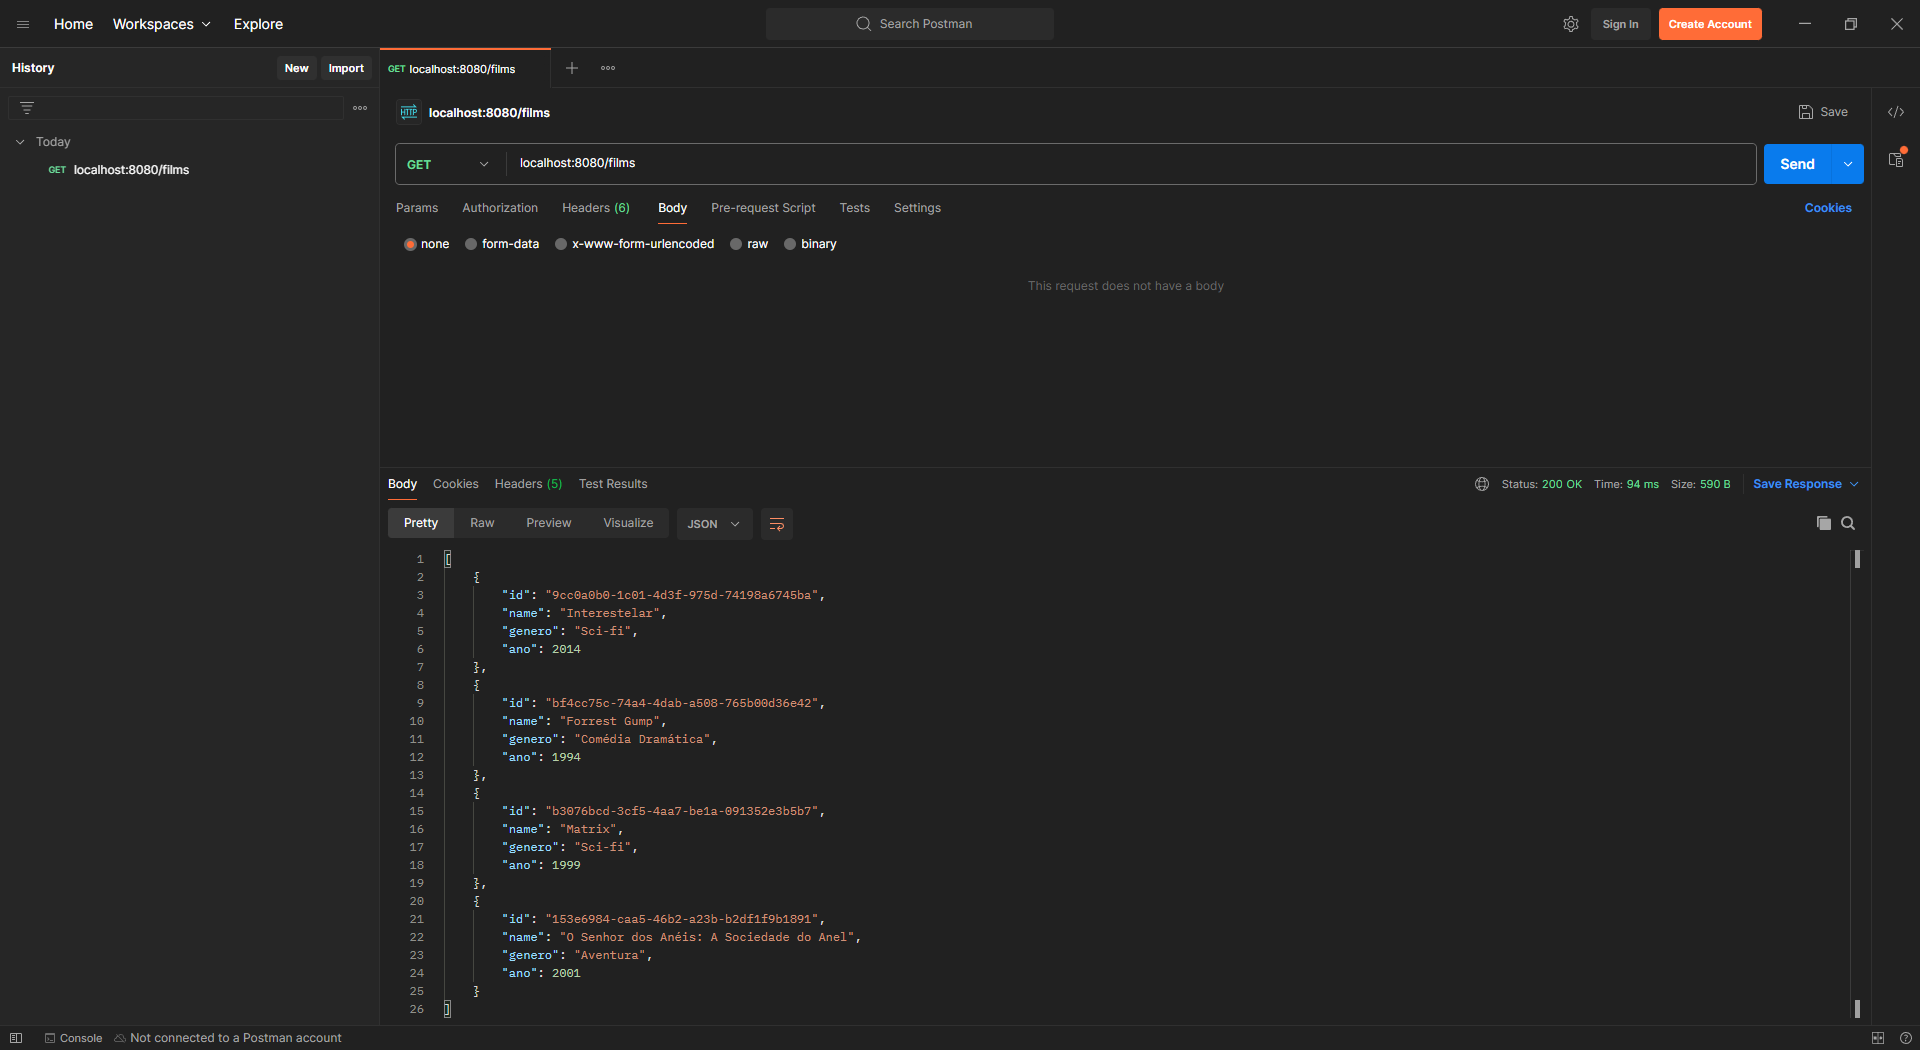 Home Workspaces Explore Search Postman Sign In Create Account
History New Import GET localhost:8080/films
HTTP localhost:8080/films Save
Today
GET localhost:8080/films
GET localhost:8080/films Send
Params Authorization Headers (6) Body Pre-request Script Tests Settings Cookies
none form-data x-www-form-urlencoded raw binary
This request does not have a body
Body Cookies Headers (5) Test Results Status: 200 OK Time: 94 ms Size: 590 B Save Response
Pretty Raw Preview Visualize JSON
1 [
2 {
3 "id": "9cc0a0b0-1c01-4d3f-975d-74198a6745ba",
4 "name": "Interestelar",
5 "genero": "Sci-fi",
6 "ano": 2014
7 },
8 {
9 "id": "bf4cc75c-74a4-4dab-a508-765b00d36e42",
10 "name": "Forrest Gump",
11 "genero": "Comédia Dramática",
12 "ano": 1994
13 },
14 {
15 "id": "b3076bcd-3cf5-4aa7-be1a-091352e3b5b7",
16 "name": "Matrix",
17 "genero": "Sci-fi",
18 "ano": 1999
19 },
20 {
21 "id": "153e6984-caa5-46b2-a23b-b2df1f9b1891",
22 "name": "O Senhor dos Anéis: A Sociedade do Anel",
23 "genero": "Aventura",
24 "ano": 2001
25 }
26 ]
Console Not connected to a Postman account